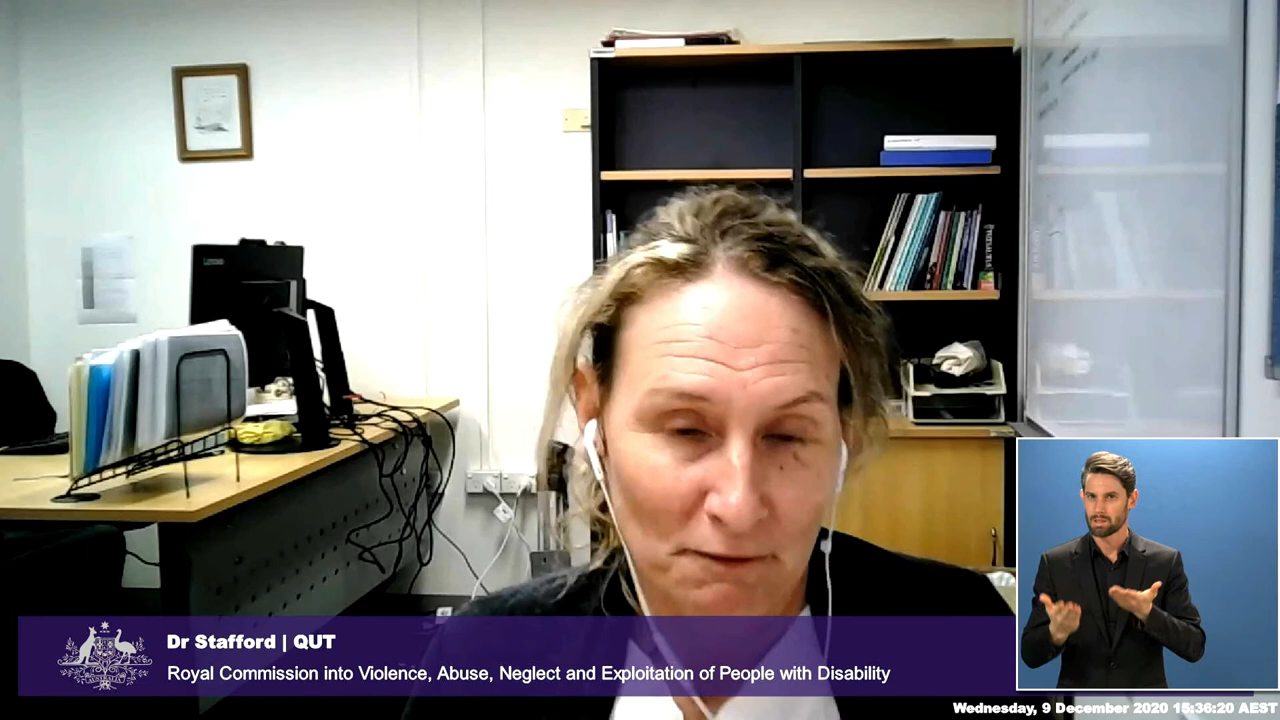 Dr Stafford | QUT
Royal Commission into Violence, Abuse, Neglect and Exploitation of People with Disability
Wednesday, 9 December 2020 15:36:20 AEST